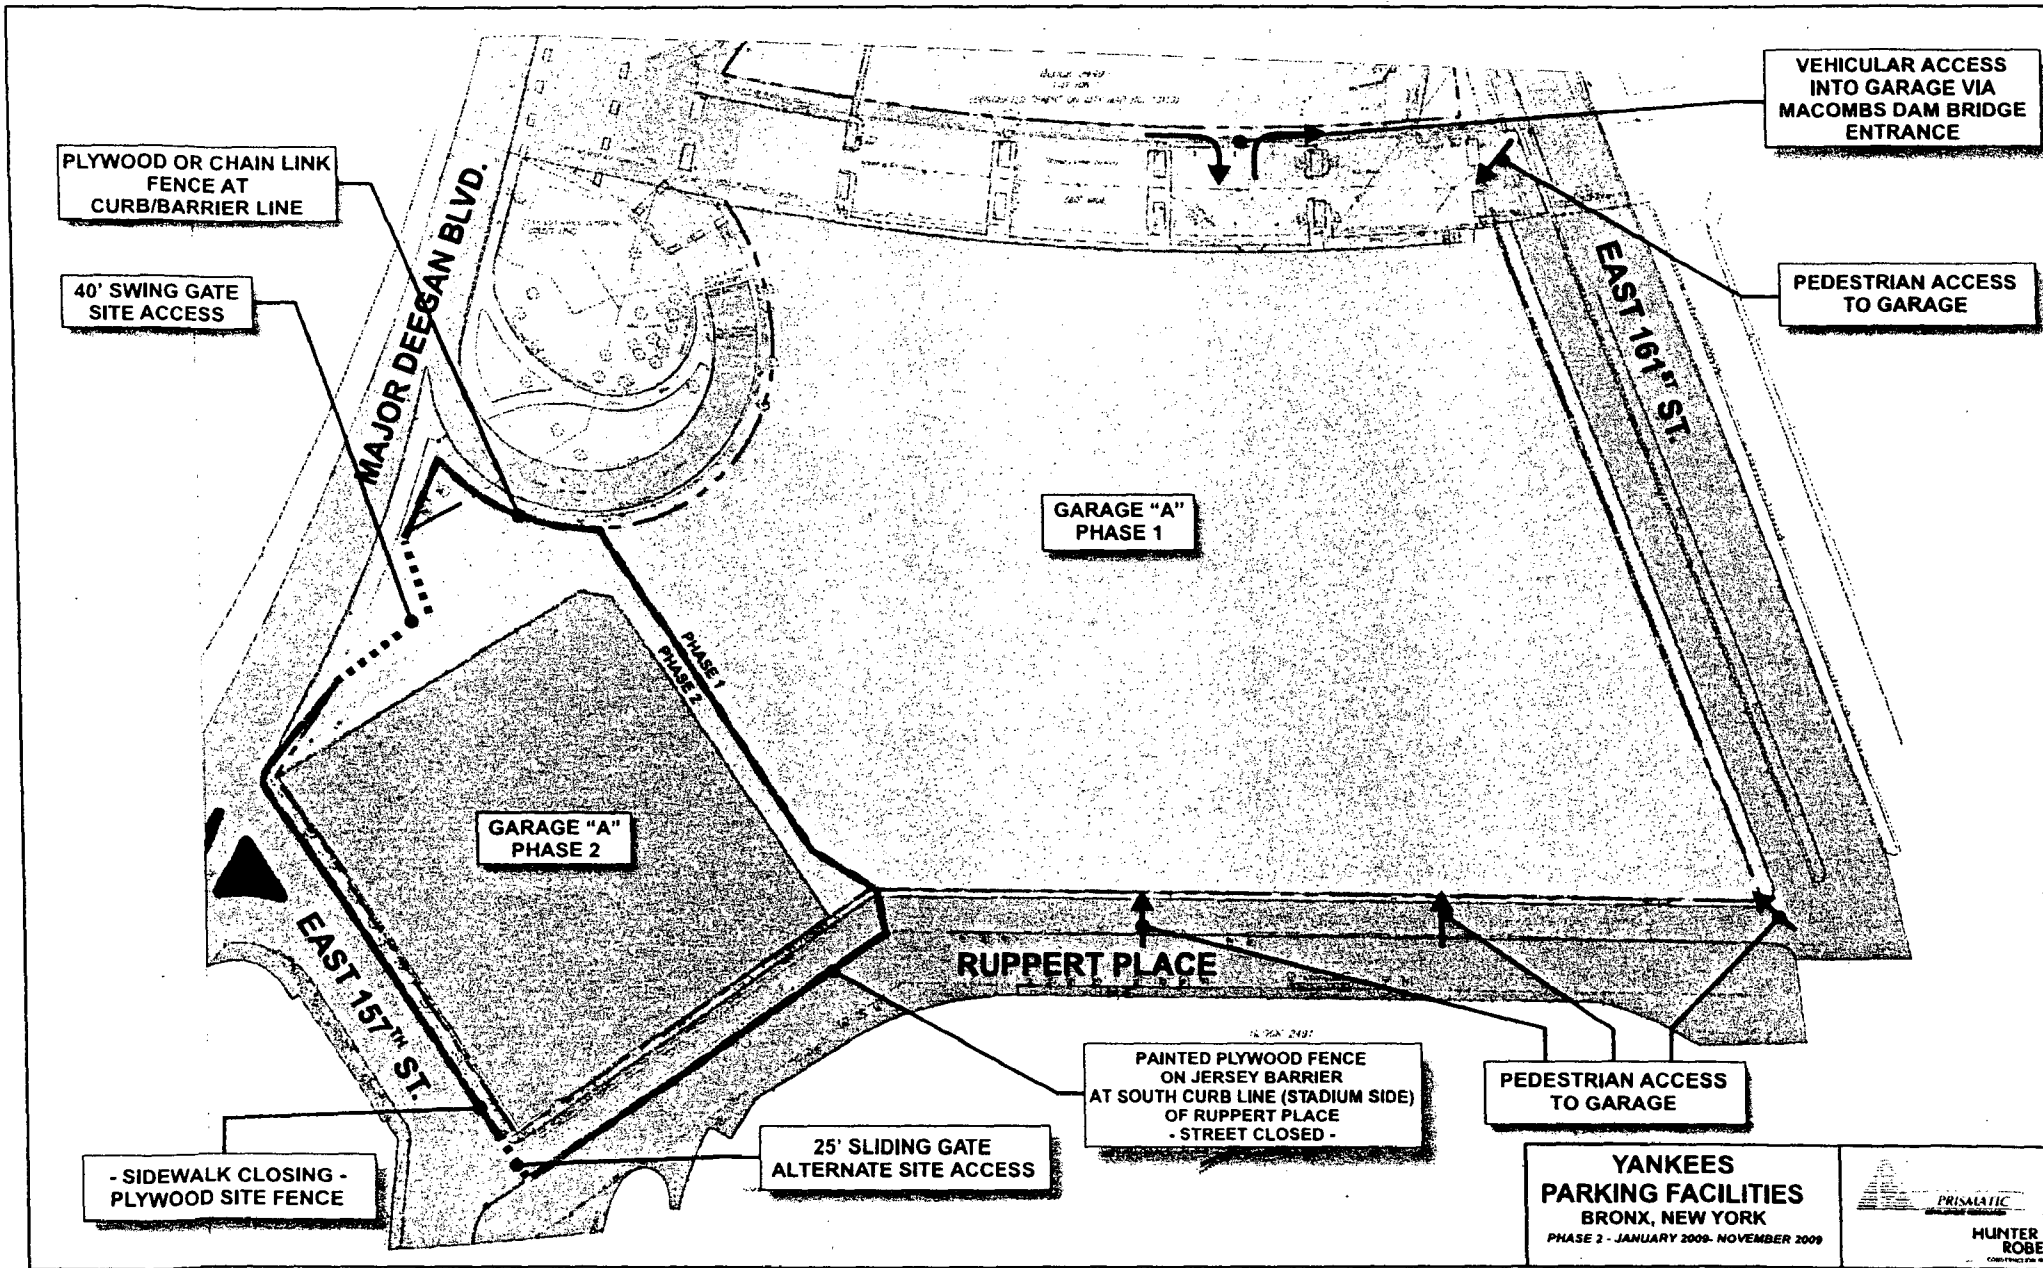 VEHICULAR ACCESS
INTO GARAGE VIA
MACOMBS DAM BRIDGE
ENTRANCE
PLYWOOD OR CHAIN LINK
FENCE AT
CURB/BARRIER LINE
40' SWING GATE
SITE ACCESS
MAJOR DEEGAN BLVD.
PEDESTRIAN ACCESS
TO GARAGE
EAST 161ST ST.
GARAGE "A"
PHASE 1
PHASE 1
PHASE 2
GARAGE "A"
PHASE 2
EAST 157TH ST.
RUPPERT PLACE
PAINTED PLYWOOD FENCE
ON JERSEY BARRIER
AT SOUTH CURB LINE (STADIUM SIDE)
OF RUPPERT PLACE
- STREET CLOSED -
PEDESTRIAN ACCESS
TO GARAGE
25' SLIDING GATE
ALTERNATE SITE ACCESS
- SIDEWALK CLOSING -
PLYWOOD SITE FENCE
YANKEES
PARKING FACILITIES
BRONX, NEW YORK
PHASE 2 - JANUARY 2009- NOVEMBER 2009
PRISMATIC
HUNTER
ROBE